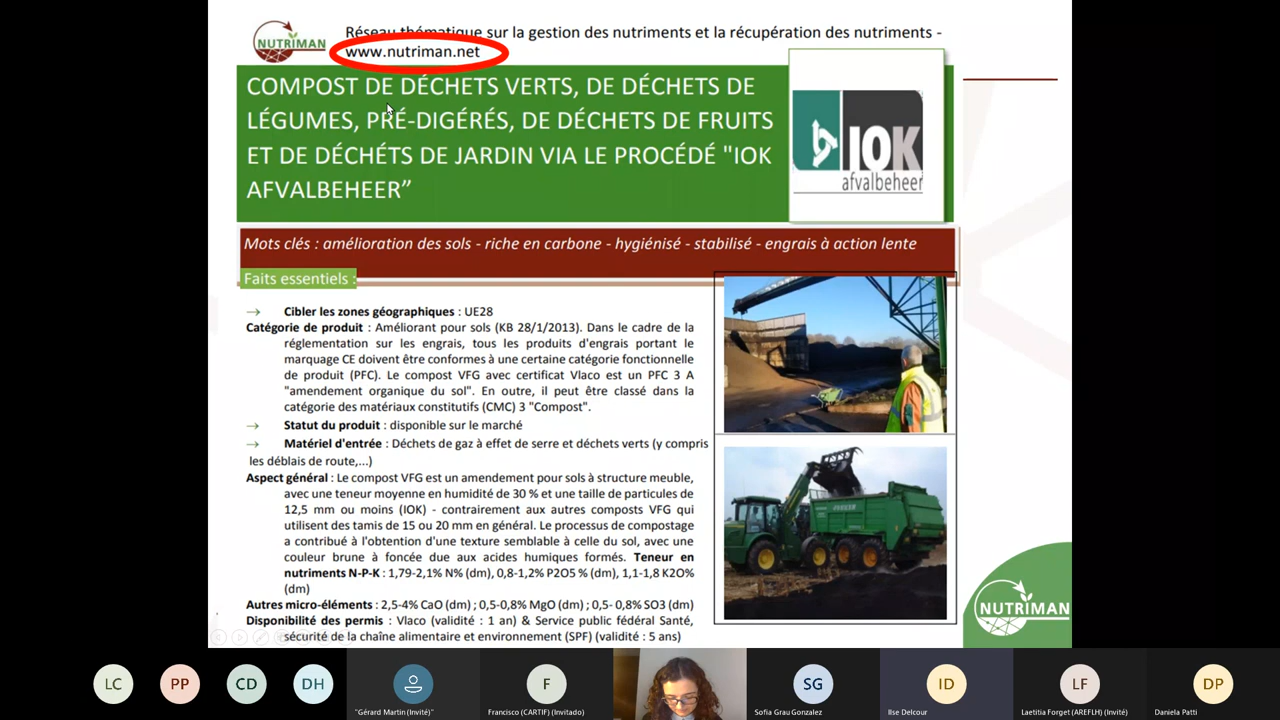 NUTRIMAN
Réseau thématique sur la gestion des nutriments et la récupération des nutriments -
www.nutriman.net
COMPOST DE DÉCHETS VERTS, DE DÉCHETS DE
LÉGUMES, PRÉ-DIGÉRÉS, DE DÉCHETS DE FRUITS
ET DE DÉCHÉTS DE JARDIN VIA LE PROCÉDÉ "IOK
AFVALBEHEER”
IOK
afvalbeheer
Mots clés : amélioration des sols - riche en carbone - hygiénisé - stabilisé - engrais à action lente
Faits essentiels :
→ Cibler les zones géographiques : UE28
Catégorie de produit : Améliorant pour sols (KB 28/1/2013). Dans le cadre de la
réglementation sur les engrais, tous les produits d'engrais portant le
marquage CE doivent être conformes à une certaine catégorie fonctionnelle
de produit (PFC). Le compost VFG avec certificat Vlaco est un PFC 3 A
"amendement organique du sol". En outre, il peut être classé dans la
catégorie des matériaux constitutifs (CMC) 3 "Compost".
→ Statut du produit : disponible sur le marché
→ Matériel d'entrée : Déchets de gaz à effet de serre et déchets verts (y compris
les déblais de route,...)
Aspect général : Le compost VFG est un amendement pour sols à structure meuble,
avec une teneur moyenne en humidité de 30 % et une taille de particules de
12,5 mm ou moins (IOK) - contrairement aux autres composts VFG qui
utilisent des tamis de 15 ou 20 mm en général. Le processus de compostage
a contribué à l'obtention d'une texture semblable à celle du sol, avec une
couleur brune à foncée due aux acides humiques formés. Teneur en
nutriments N-P-K : 1,79-2,1% N% (dm), 0,8-1,2% P2O5 % (dm), 1,1-1,8 K2O%
(dm)
Autres micro-éléments : 2,5-4% CaO (dm) ; 0,5-0,8% MgO (dm) ; 0,5- 0,8% SO3 (dm)
Disponibilité des permis : Vlaco (validité : 1 an) & Service public fédéral Santé,
sécurité de la chaîne alimentaire et environnement (SPF) (validité : 5 ans)
NUTRIMAN
LC
PP
CD
DH
F
SG
ID
LF
DP
"Gérard Martin (Invité)"
Francisco (CARTIF) (Invitado)
Sofia Grau Gonzalez
Ilse Delcour
Laetitia Forget (AREFLH) (Invité)
Daniela Patti